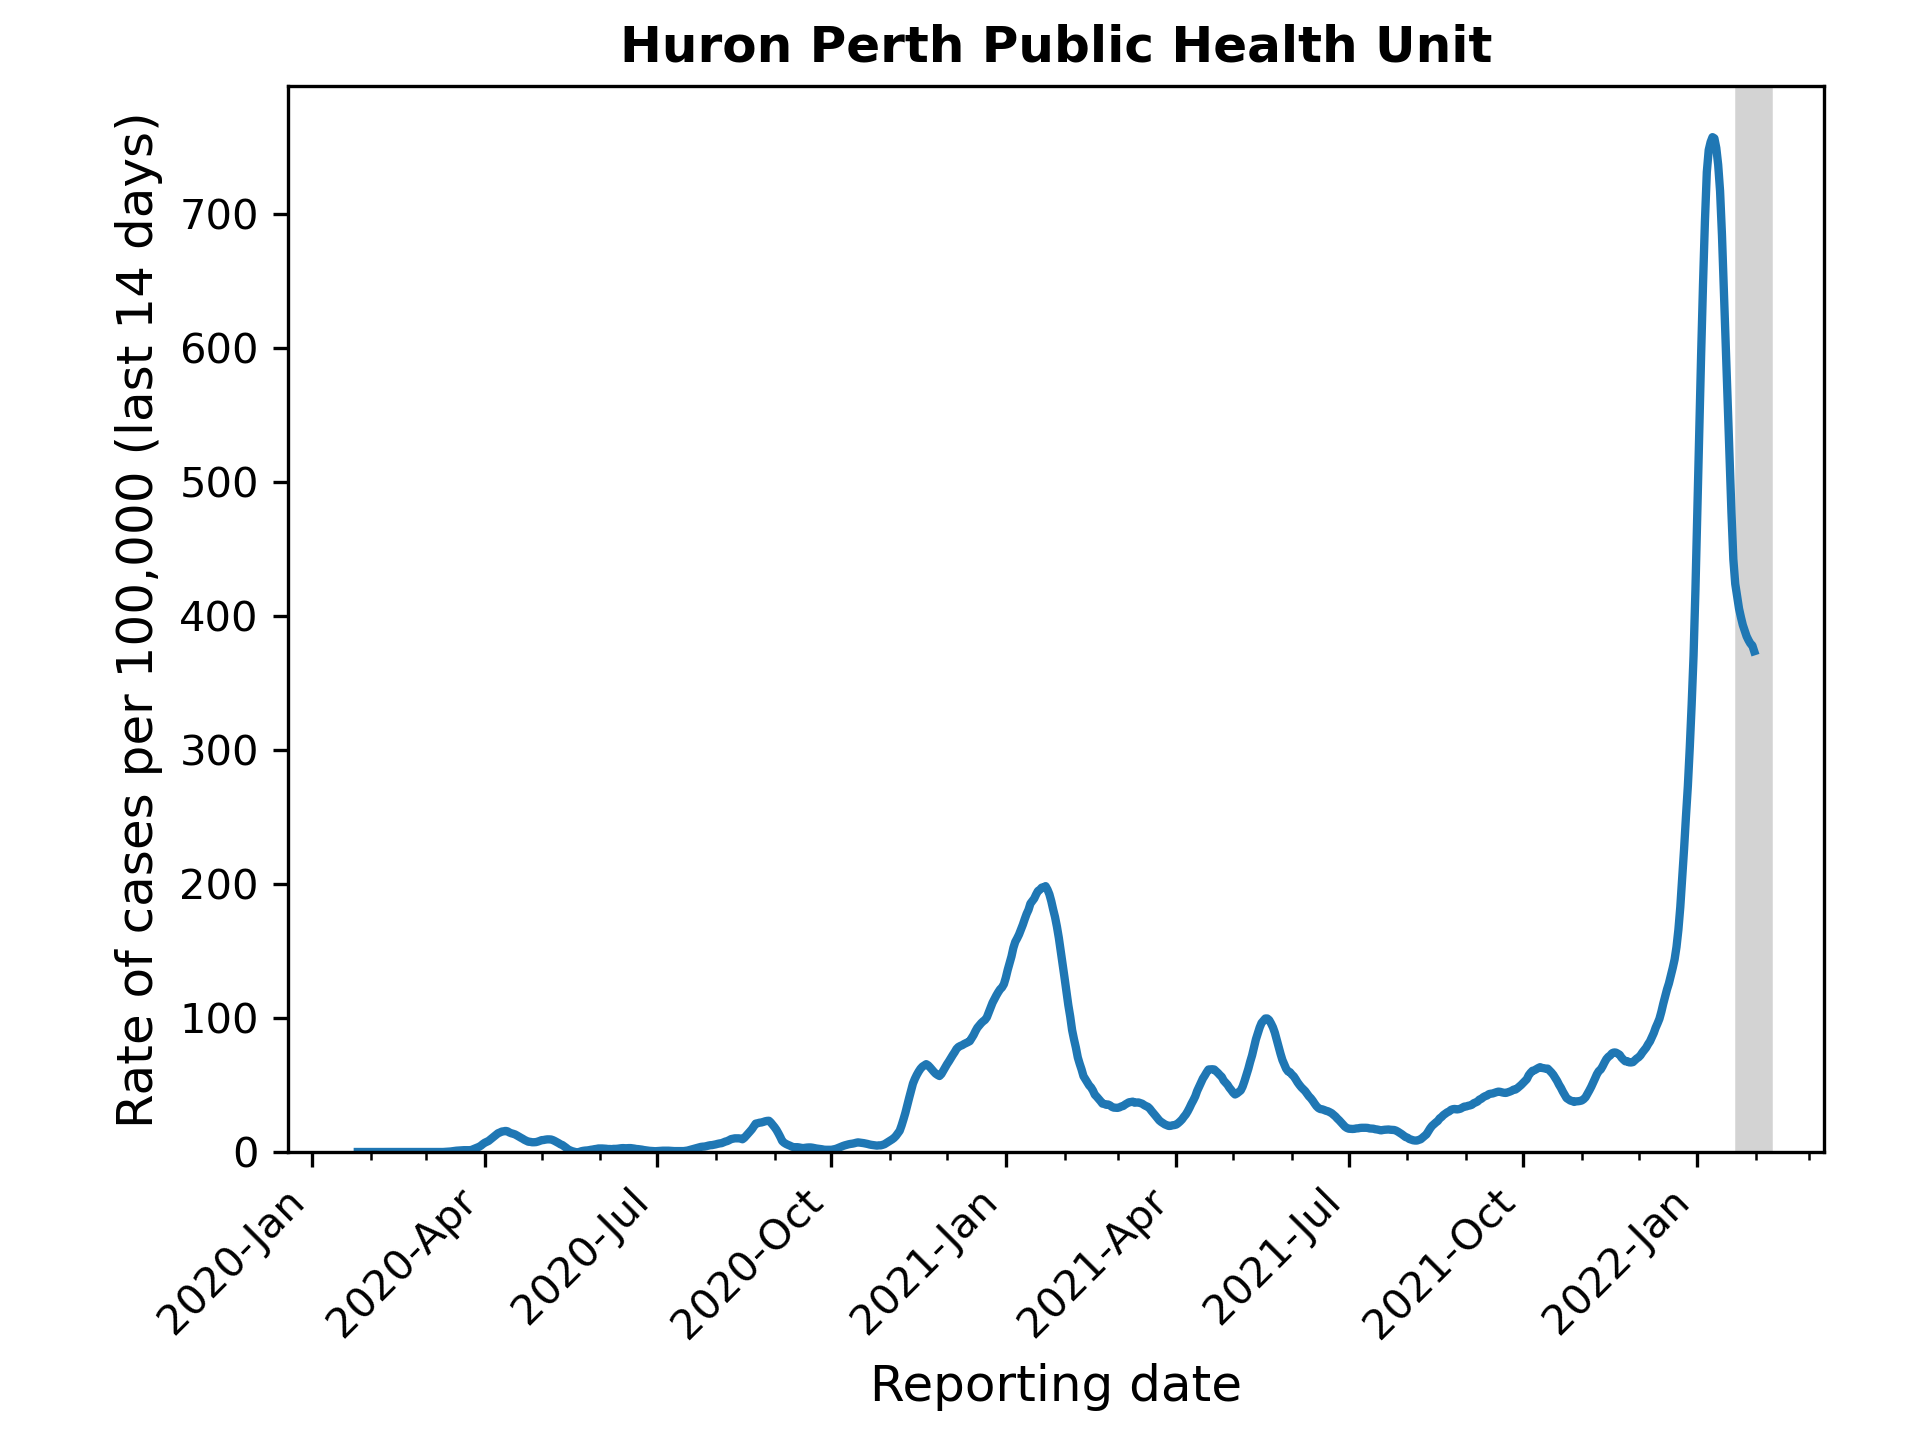 Huron Perth Public Health Unit
Rate of cases per 100,000 (last 14 days)
700
600
500
400
300
200
100
0
2020-Jan
2020-Apr
2020-Jul
2020-Oct
2021-Jan
2021-Apr
2021-Jul
2021-Oct
2022-Jan
Reporting date